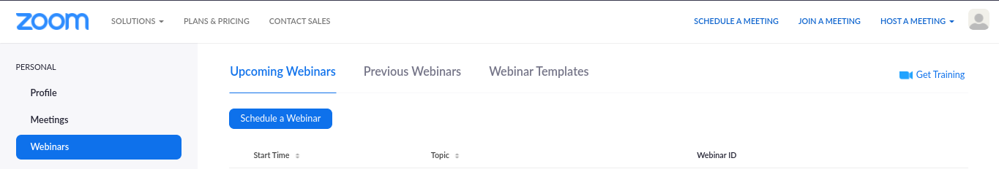 zoom SOLUTIONS PLANS & PRICING CONTACT SALES SCHEDULE A MEETING JOIN A MEETING HOST A MEETING
PERSONAL
Profile
Meetings
Webinars
Upcoming Webinars Previous Webinars Webinar Templates Get Training
Schedule a Webinar
Start Time Topic Webinar ID